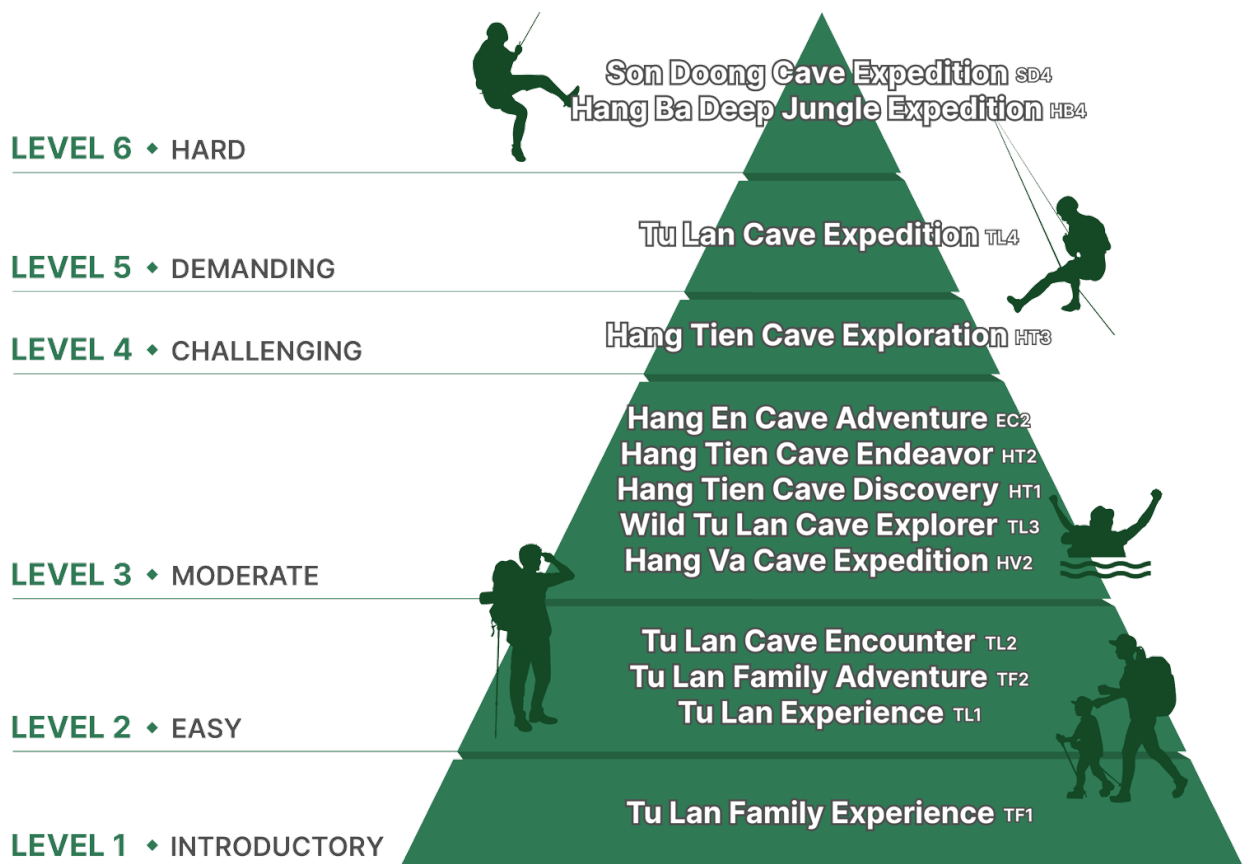 Son Doong Cave Expedition SD4
Hang Ba Deep Jungle Expedition HB4
LEVEL 6 ◆ HARD
Tu Lan Cave Expedition TL4
LEVEL 5 ◆ DEMANDING
Hang Tien Cave Exploration HT3
LEVEL 4 ◆ CHALLENGING
Hang En Cave Adventure EC2
Hang Tien Cave Endeavor HT2
Hang Tien Cave Discovery HT1
Wild Tu Lan Cave Explorer TL3
Hang Va Cave Expedition HV2
LEVEL 3 ◆ MODERATE
Tu Lan Cave Encounter TL2
Tu Lan Family Adventure TF2
Tu Lan Experience TL1
LEVEL 2 ◆ EASY
Tu Lan Family Experience TF1
LEVEL 1 ◆ INTRODUCTORY